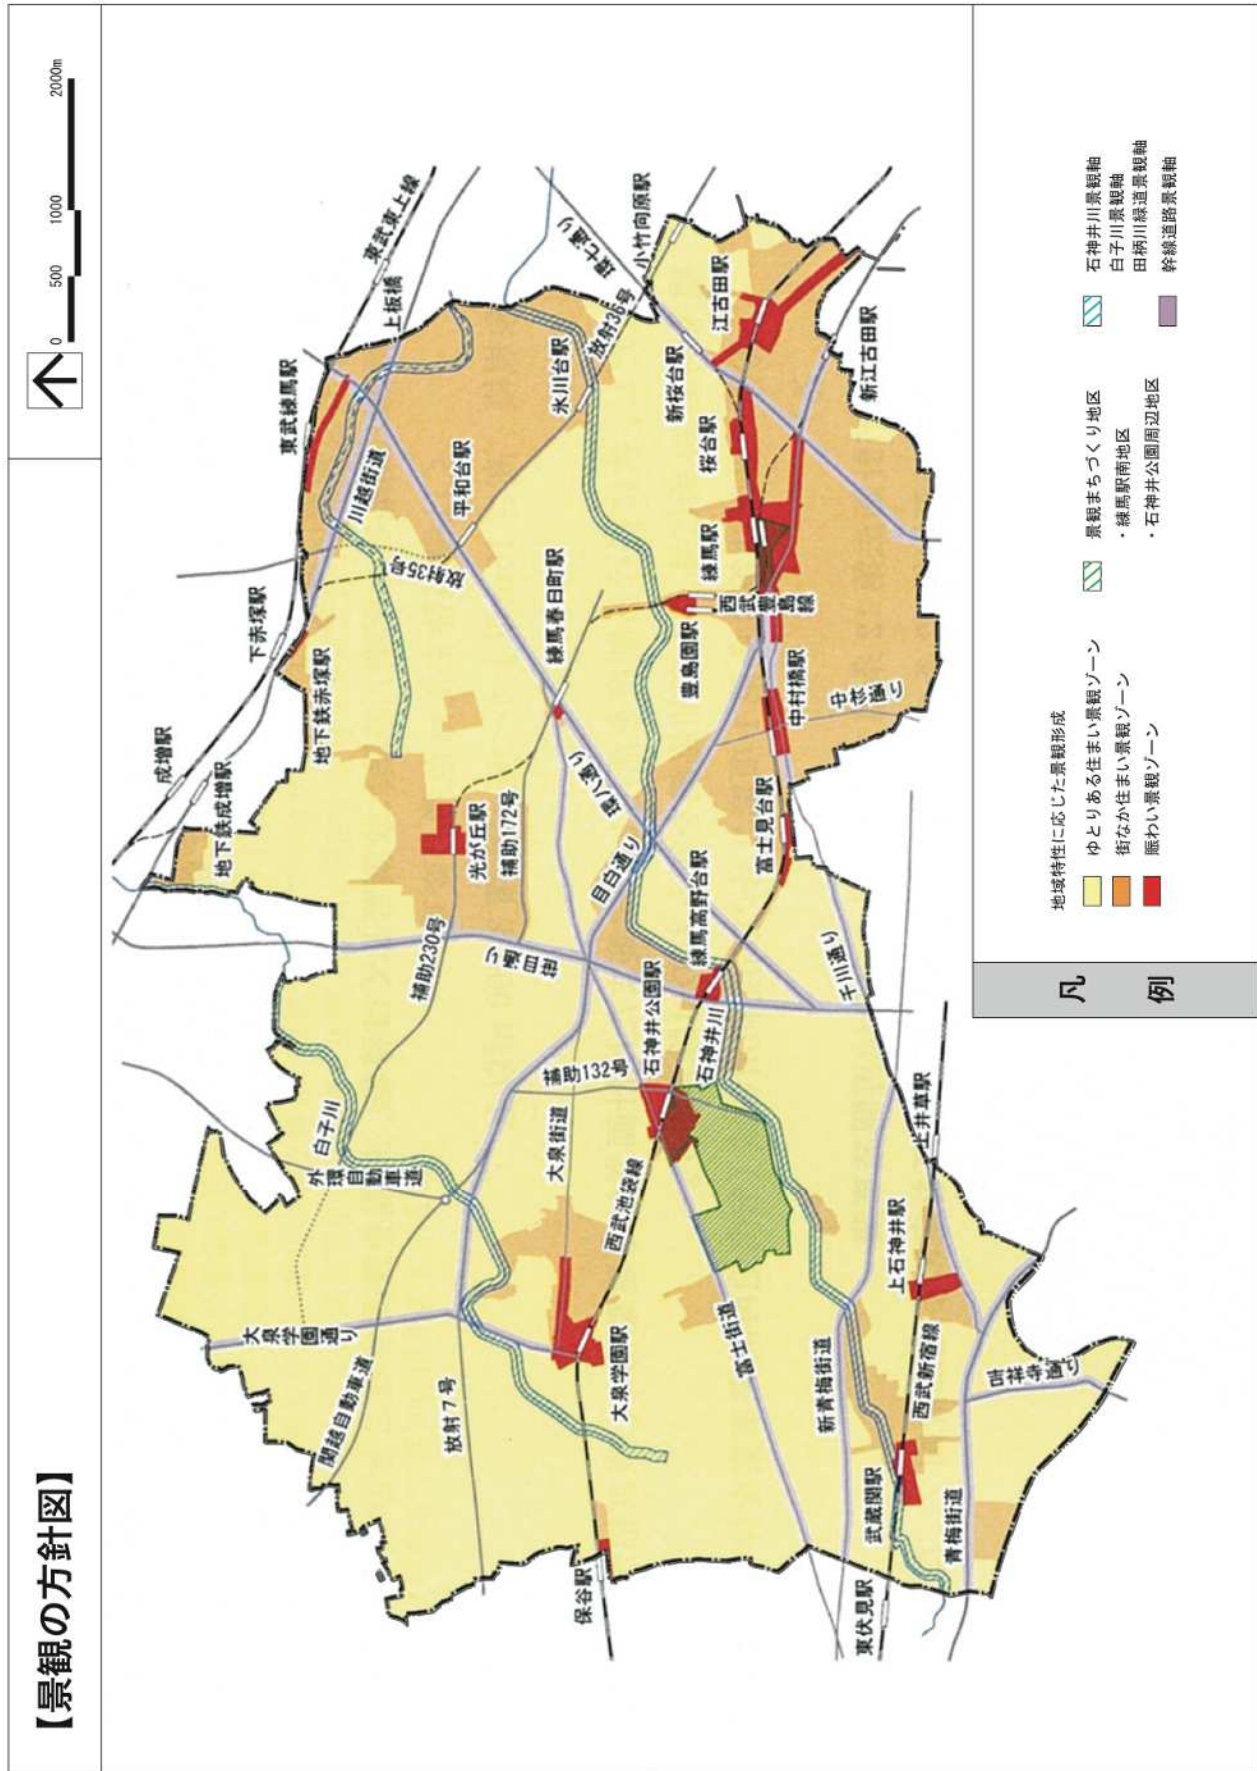 【景観の方針図】
0 500 1000 2000m
成増駅
地下鉄成増駅
下赤塚駅
地下鉄赤塚駅
東武練馬駅
東武東上線
上板橋
川越街道
放射35号
平和台駅
氷川台駅
放射36号
環七通り
小竹向原駅
白子川
外環自動車道
大泉学園通り
関越自動車道
放射7号
補助230号
光が丘駅
補助172号
練馬春日町駅
環八通り
目白通り
豊島園駅
西武豊島線
練馬駅
桜台駅
新桜台駅
江古田駅
新江古田駅
大泉街道
補助132号
石神井公園駅
石神井川
練馬高野台駅
富士見台駅
中村橋駅
中杉通り
千川通り
西武池袋線
大泉学園駅
保谷駅
富士街道
新青梅街道
上石神井駅
上井草駅
西武新宿線
武蔵関駅
東伏見駅
青梅街道
吉祥寺通り
凡例
地域特性に応じた景観形成
ゆとりある住まい景観ゾーン
街なか住まい景観ゾーン
賑わい景観ゾーン
景観まちづくり地区
・練馬駅南地区
・石神井公園周辺地区
石神井川景観軸
白子川景観軸
田柄川緑道景観軸
幹線道路景観軸